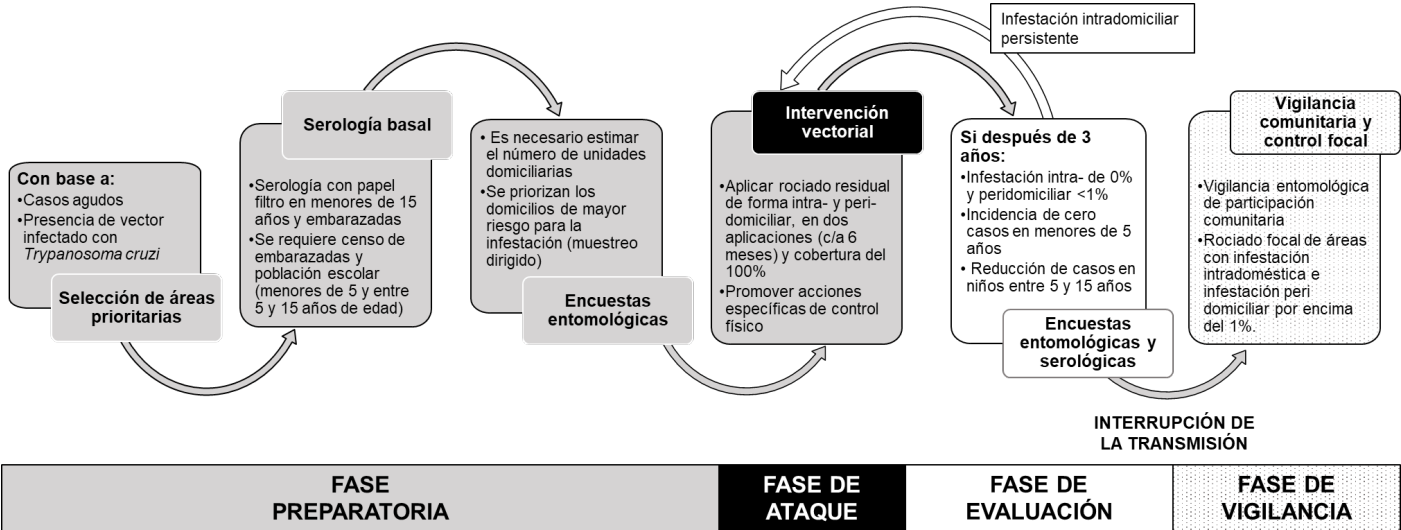 Con base a:
•Casos agudos
•Presencia de vector
infectado con
Trypanosoma cruzi
Selección de áreas
prioritarias
Serología basal
•Serología con papel
filtro en menores de 15
años y embarazadas
•Se requiere censo de
embarazadas y
población escolar
(menores de 5 y entre
5 y 15 años de edad)
• Es necesario estimar
el número de unidades
domiciliarias
•Se priorizan los
domicilios de mayor
riesgo para la
infestación (muestreo
dirigido)
Encuestas
entomológicas
Intervención
vectorial
•Aplicar rociado residual
de forma intra- y peri-
domiciliar, en dos
aplicaciones (c/a 6
meses) y cobertura del
100%
•Promover acciones
específicas de control
físico
Infestación intradomiciliar
persistente
Si después de 3
años:
•Infestación intra- de 0%
y peridomiciliar <1%
•Incidencia de cero
casos en menores de 5
años
• Reducción de casos en
niños entre 5 y 15 años
Encuestas
entomológicas y
serológicas
Vigilancia
comunitaria y
control focal
•Vigilancia entomológica
de participación
comunitaria
•Rociado focal de áreas
con infestación
intradoméstica e
infestación peri
domiciliar por encima
del 1%.
INTERRUPCIÓN DE
LA TRANSMISIÓN
FASE
PREPARATORIA
FASE DE
ATAQUE
FASE DE
EVALUACIÓN
FASE DE
VIGILANCIA